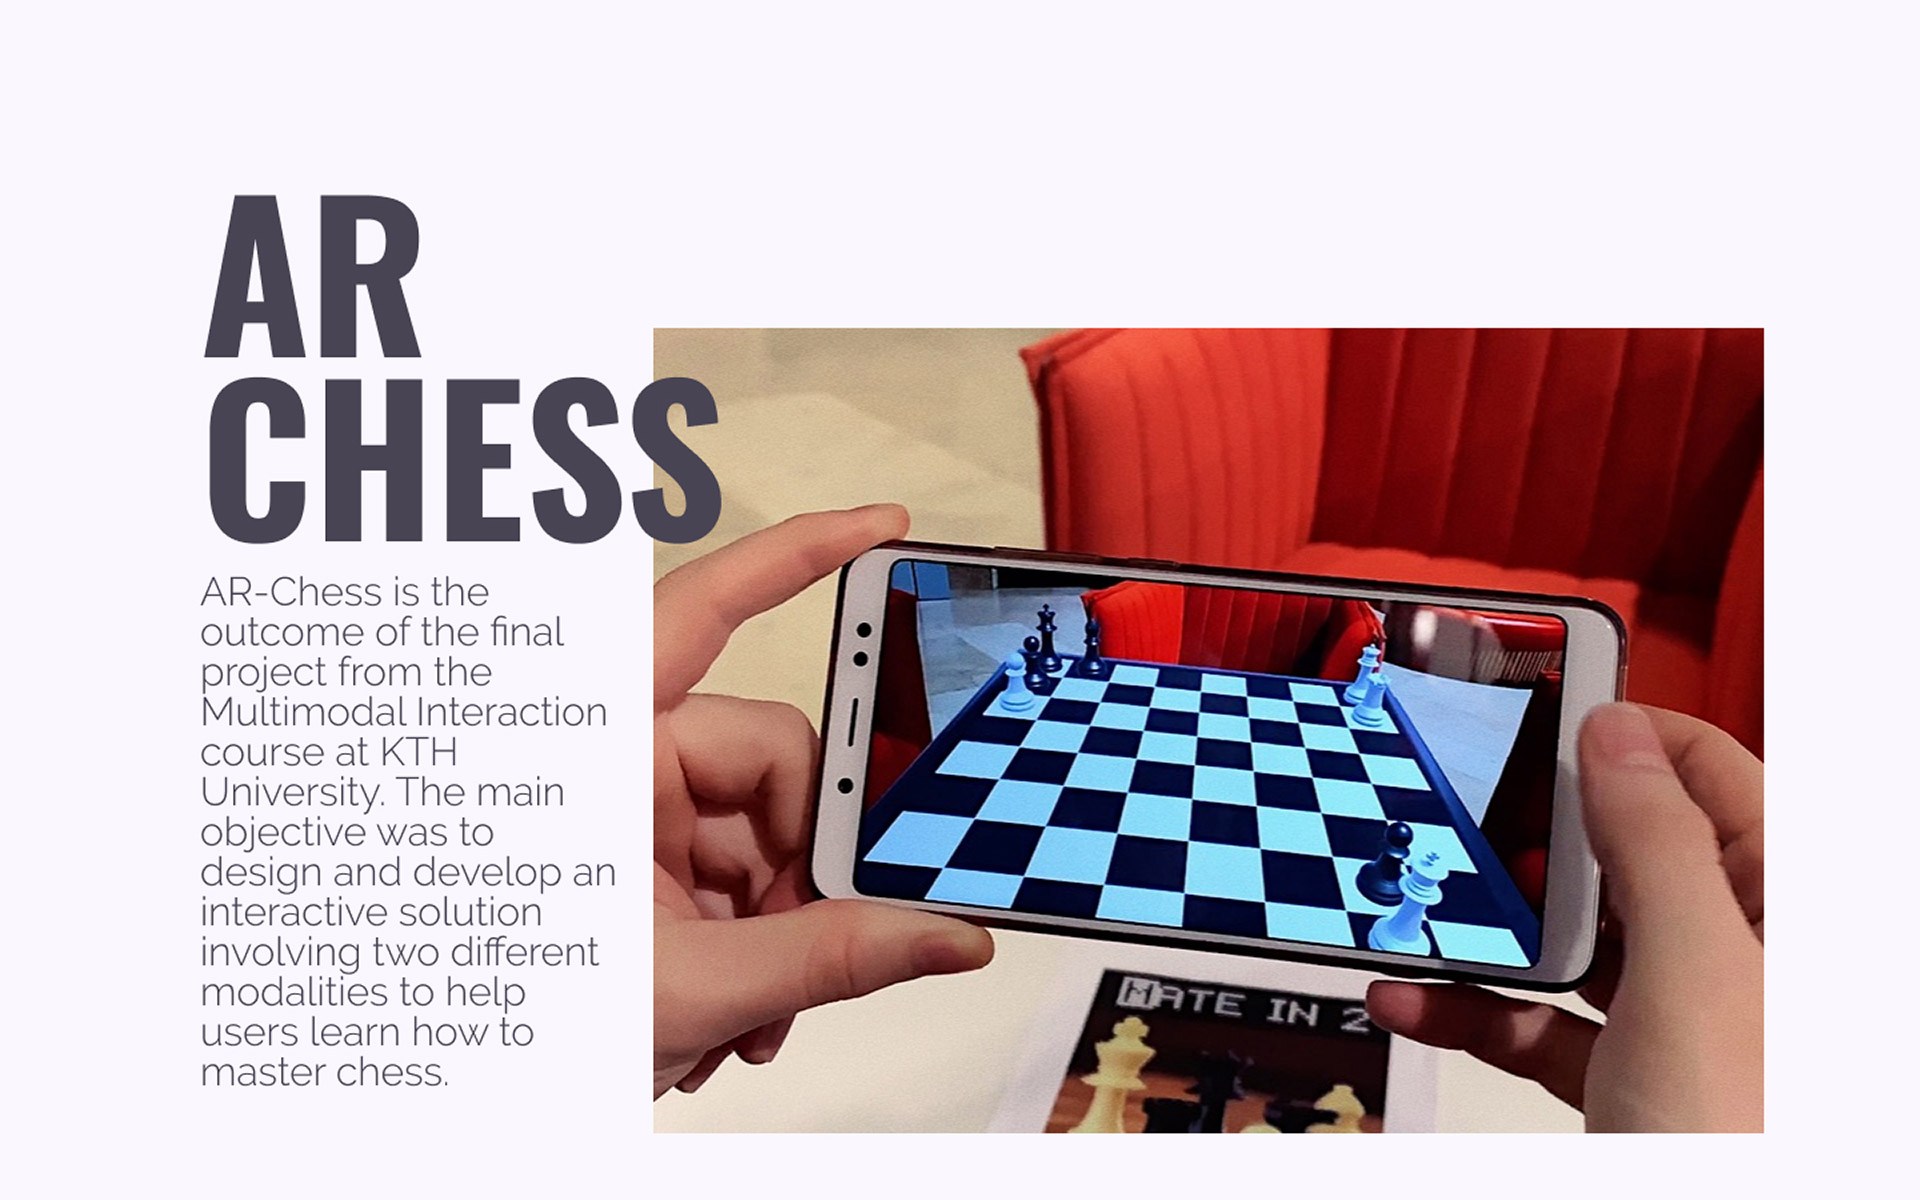 AR
CHESS
AR-Chess is the
outcome of the final
project from the
Multimodal Interaction
course at KTH
University. The main
objective was to
design and develop an
interactive solution
involving two different
modalities to help
users learn how to
master chess.
MATE IN 2